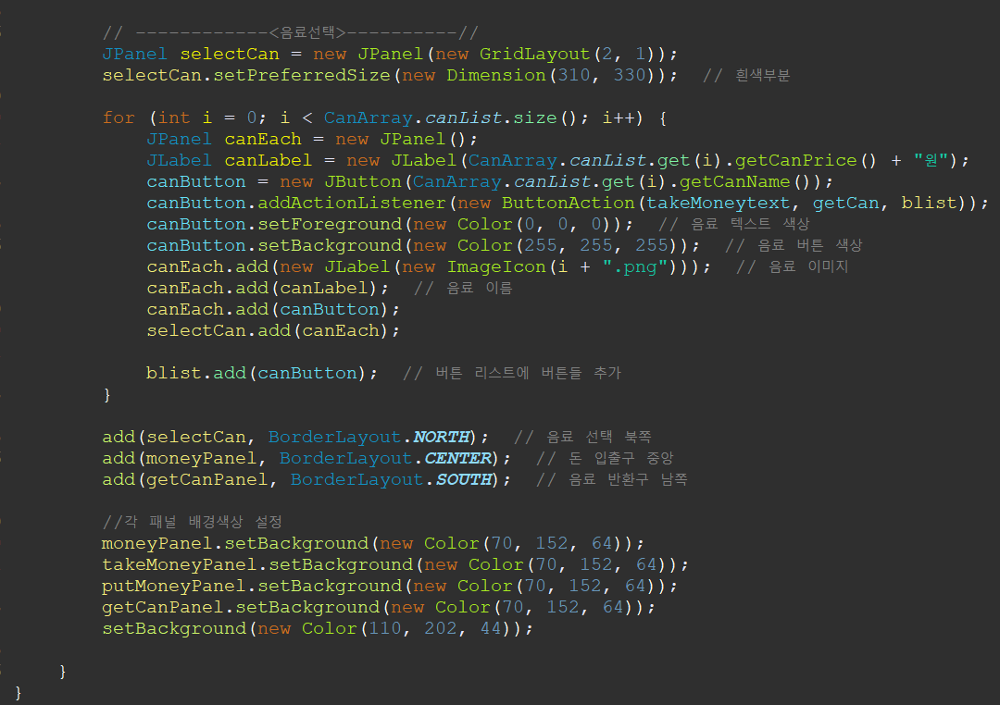 // ------------<음료선택>----------//
JPanel selectCan = new JPanel(new GridLayout(2, 1));
selectCan.setPreferredSize(new Dimension(310, 330));  // 흰색부분
for (int i = 0; i < CanArray.canList.size(); i++) {
JPanel canEach = new JPanel();
JLabel canLabel = new JLabel(CanArray.canList.get(i).getCanPrice() + "원");
canButton = new JButton(CanArray.canList.get(i).getCanName());
canButton.addActionListener(new ButtonAction(takeMoneytext, getCan, blist));
canButton.setForeground(new Color(0, 0, 0));  // 음료 텍스트 색상
canButton.setBackground(new Color(255, 255, 255));  // 음료 버튼 색상
canEach.add(new JLabel(new ImageIcon(i + ".png")));  // 음료 이미지
canEach.add(canLabel);  // 음료 이름
canEach.add(canButton);
selectCan.add(canEach);
blist.add(canButton);  // 버튼 리스트에 버튼들 추가
}
add(selectCan, BorderLayout.NORTH);  // 음료 선택 북쪽
add(moneyPanel, BorderLayout.CENTER);  // 돈 입출구 중앙
add(getCanPanel, BorderLayout.SOUTH);  // 음료 반환구 남쪽
//각 패널 배경색상 설정
moneyPanel.setBackground(new Color(70, 152, 64));
takeMoneyPanel.setBackground(new Color(70, 152, 64));
putMoneyPanel.setBackground(new Color(70, 152, 64));
getCanPanel.setBackground(new Color(70, 152, 64));
setBackground(new Color(110, 202, 44));
}
}